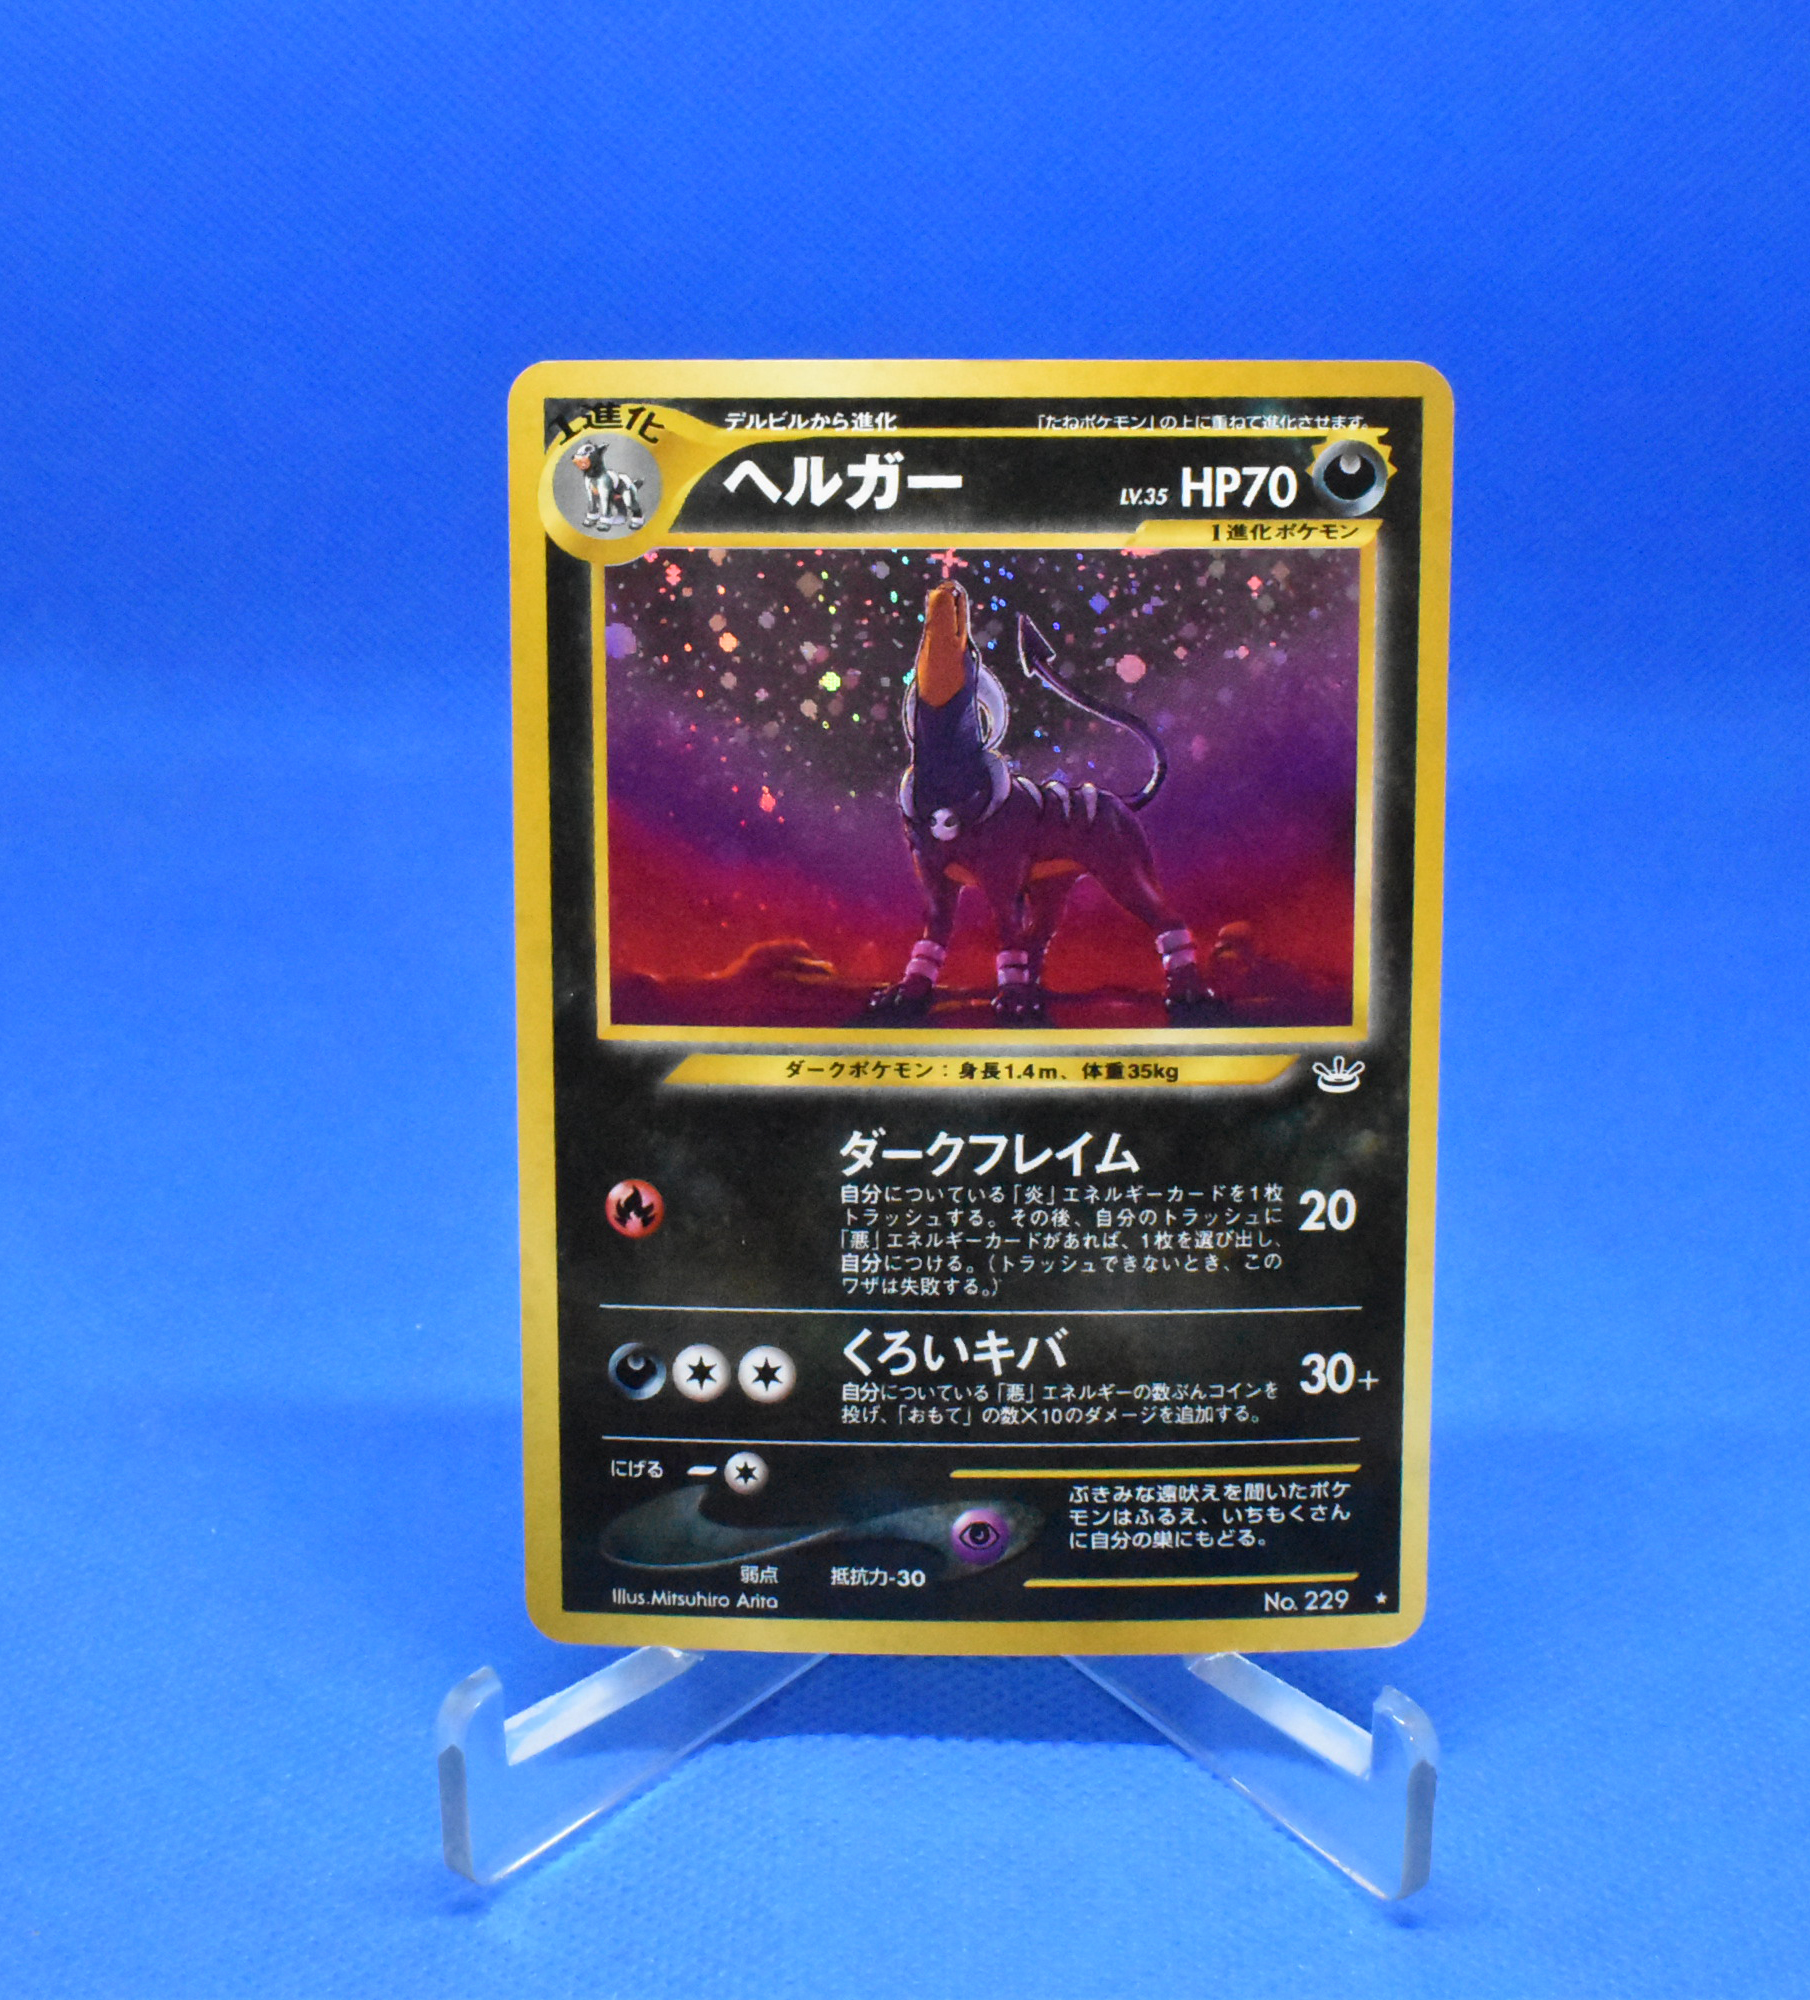 1進化
デルビルから進化
「たねポケモン」の上に重ねて進化させます。
ヘルガー
LV.35 HP70
1進化ポケモン
ダークポケモン：身長1.4m、体重35kg
ダークフレイム
自分についている「炎」エネルギーカードを1枚
トラッシュする。その後、自分のトラッシュに
「悪」エネルギーカードがあれば、1枚を選び出し、
自分につける。（トラッシュできないとき、この
ワザは失敗する。）
20
くろいキバ
自分についている「悪」エネルギーの数ぶんコインを
投げ、「おもて」の数×10のダメージを追加する。
30+
にげる
ぶきみな遠吠えを聞いたポケ
モンはふるえ、いちもくさん
に自分の巣にもどる。
弱点
抵抗力-30
Illus.Mitsuhiro Arita
No. 229